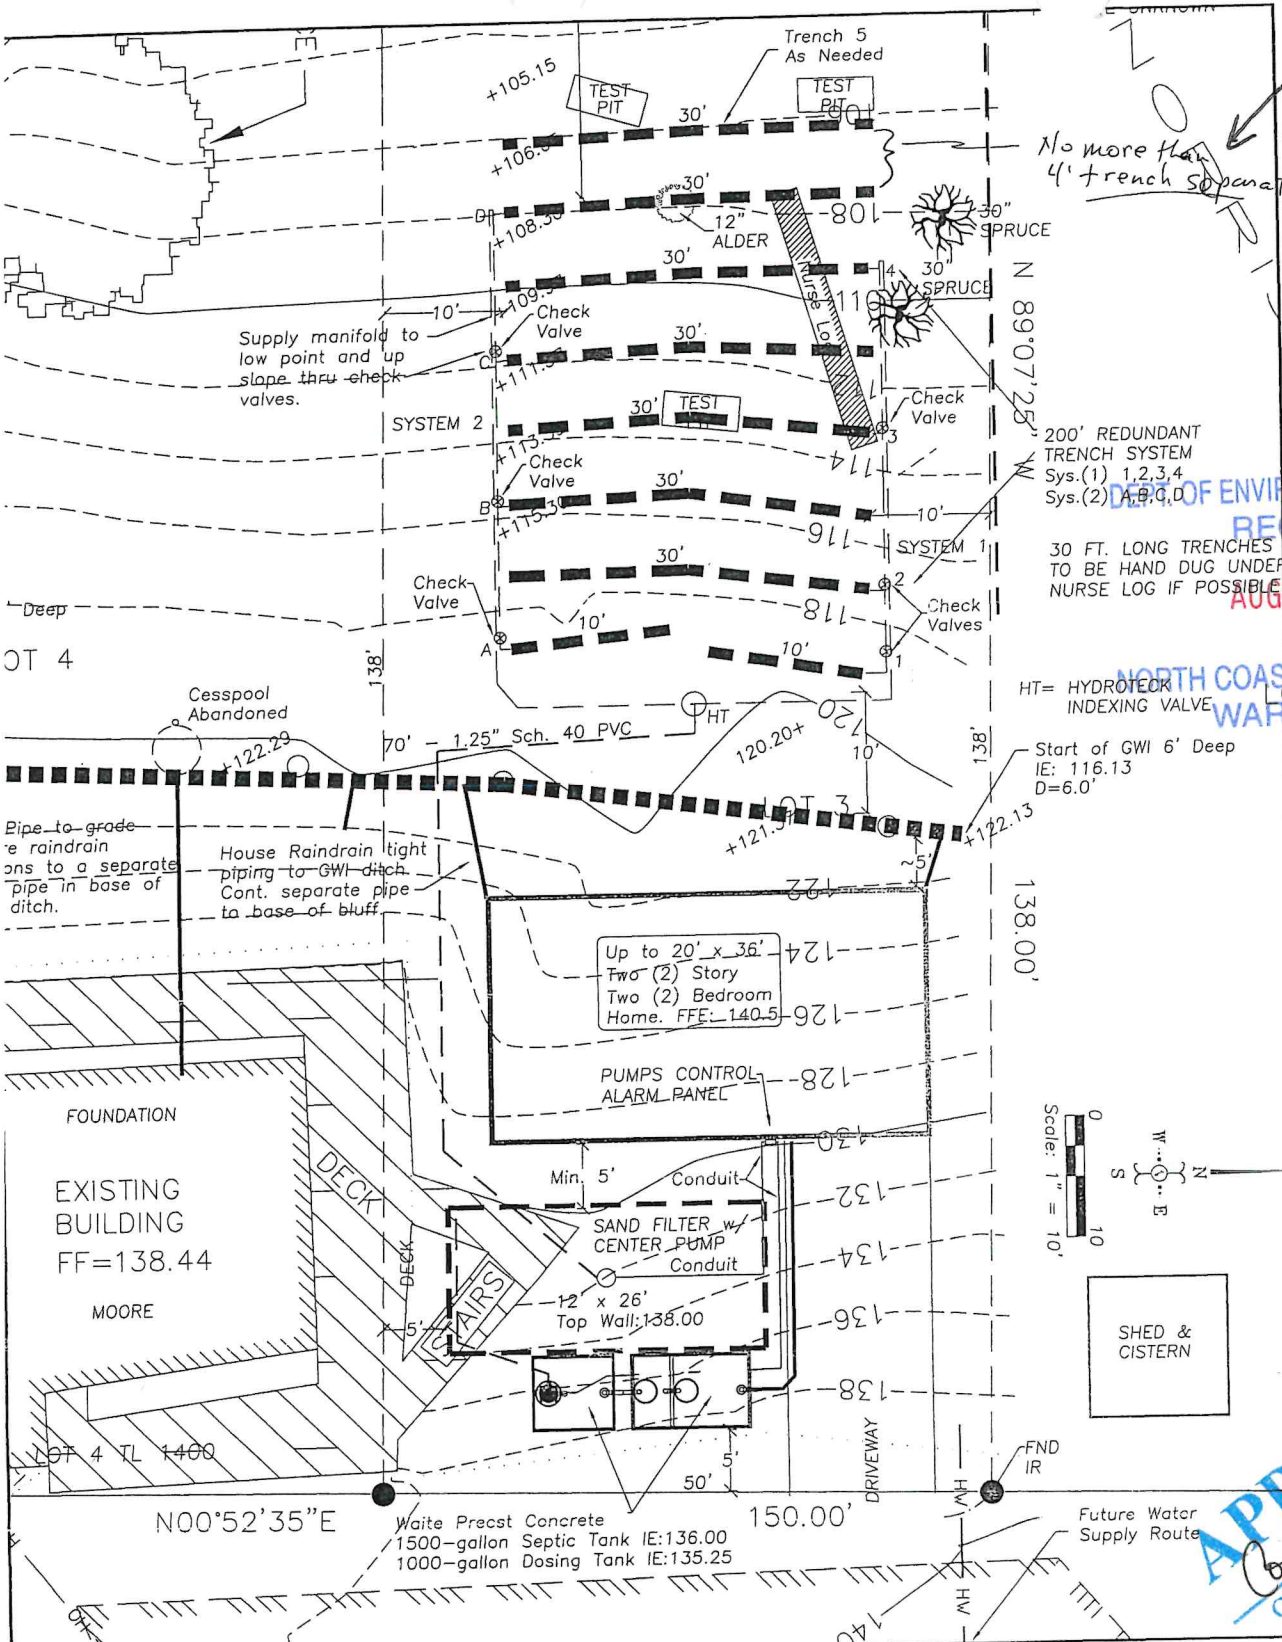 Trench 5
As Needed
+105.15
TEST
PIT
TEST
PIT
106
30'
No more than
4' trench
30'
D
+108.30
12"
ALDER
108
30"
SPRUCE
30'
4
30"
SPRUCE
110
Nurse Log
N 89°07'25" W
10'
Check
Valve
Supply manifold to
low point and up
slope thru check
valves.
C
30'
SYSTEM 2
30'
TEST
Check
Valve
3
114
200' REDUNDANT
TRENCH SYSTEM
Sys.(1) 1,2,3,4
Sys.(2) A,B,C,D
DEPT OF
Check
Valve
B
+115.30
30'
10'
116
SYSTEM 1
30 FT. LONG TRENCHES
TO BE HAND DUG UNDER
NURSE LOG IF POSSIBLE
AUG
30'
2
118
Check
Valve
Check
Valves
Deep
10'
A
10'
1
138'
NORTH COAS
HT= HYDROTECK
INDEXING VALVE
WAR
Cesspool
Abandoned
HT
120
+122.29
70' - 1.25" Sch. 40 PVC
120.20+
10'
138'
Start of GWI 6' Deep
IE: 116.13
D=6.0'
LOT 3
+122.13
Pipe to grade
raindrain
to a separate
pipe in base of
ditch.
House Raindrain tight
piping to GWI ditch
Cont. separate pipe
to base of bluff
~5'
122
138.00'
Up to 20' x 36'
Two (2) Story
Two (2) Bedroom
Home. FFE: 140.5
124
126
PUMPS CONTROL
ALARM PANEL
128
FOUNDATION
130
EXISTING
BUILDING
FF=138.44
MOORE
DECK
DECK
STAIRS
Min. 5'
Conduit
132
SAND FILTER w/
CENTER PUMP
Conduit
134
12' x 26'
Top Wall:138.00
136
5'
138
0
10
Scale: 1" = 10'
W
S
N
E
SHED &
CISTERN
LOT 4 TL 1400
5'
50'
DRIVEWAY
FND
IR
N00°52'35"E
150.00'
HW
Waite Precst Concrete
1500-gallon Septic Tank IE:136.00
1000-gallon Dosing Tank IE:135.25
Future Water
Supply Route
HW
140